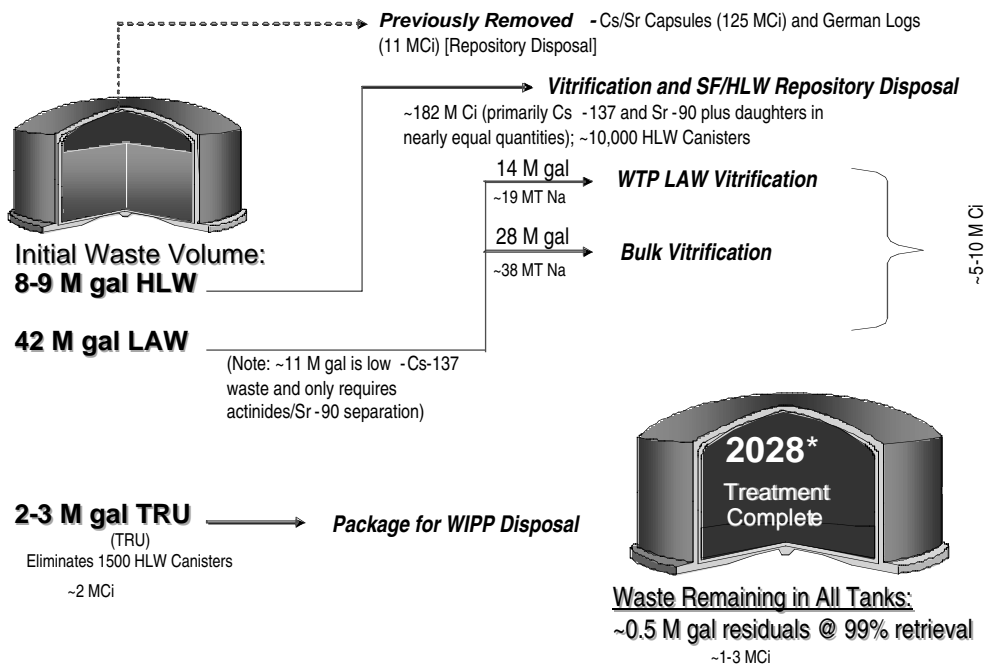 Previously Removed - Cs/Sr Capsules (125 MCi) and German Logs
(11 MCi) [Repository Disposal]
Vitrification and SF/HLW Repository Disposal
~182 M Ci (primarily Cs -137 and Sr -90 plus daughters in
nearly equal quantities); ~10,000 HLW Canisters
14 M gal
~19 MT Na
WTP LAW Vitrification
28 M gal
~38 MT Na
Bulk Vitrification
~5-10 M Ci
Initial Waste Volume:
8-9 M gal HLW
42 M gal LAW
(Note: ~11 M gal is low -Cs-137
waste and only requires
actinides/Sr -90 separation)
2-3 M gal TRU
(TRU)
Eliminates 1500 HLW Canisters
~2 MCi
Package for WIPP Disposal
2028*
Treatment
Complete
Waste Remaining in All Tanks:
~0.5 M gal residuals @ 99% retrieval
~1-3 MCi